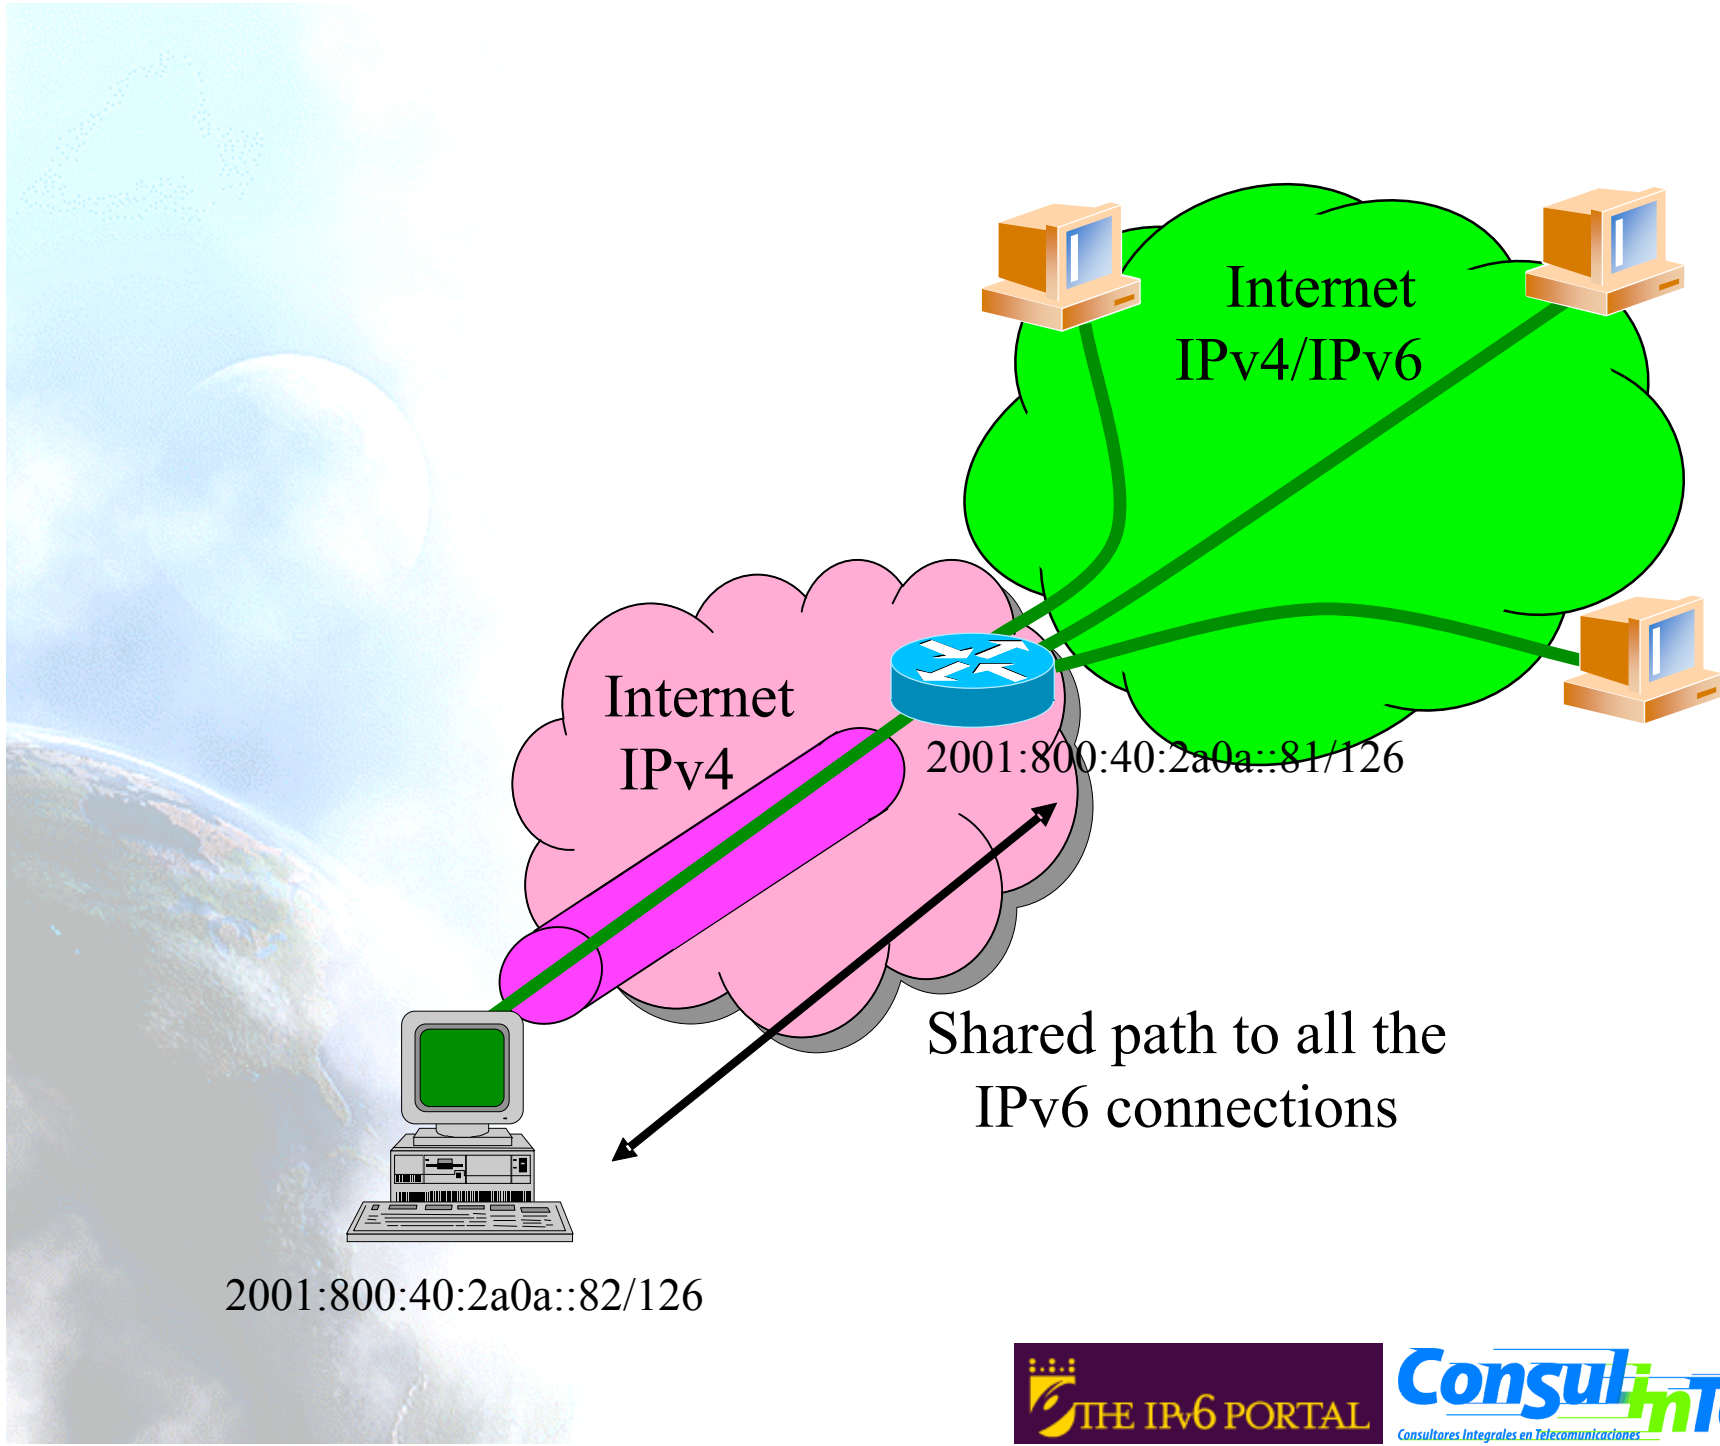 Internet
IPv4/IPv6
Internet
IPv4
2001:800:40:2a0a::81/126
Shared path to all the
IPv6 connections
2001:800:40:2a0a::82/126
THE IPv6 PORTAL
ConsulinT
Consultores Integrales en Telecomunicaciones